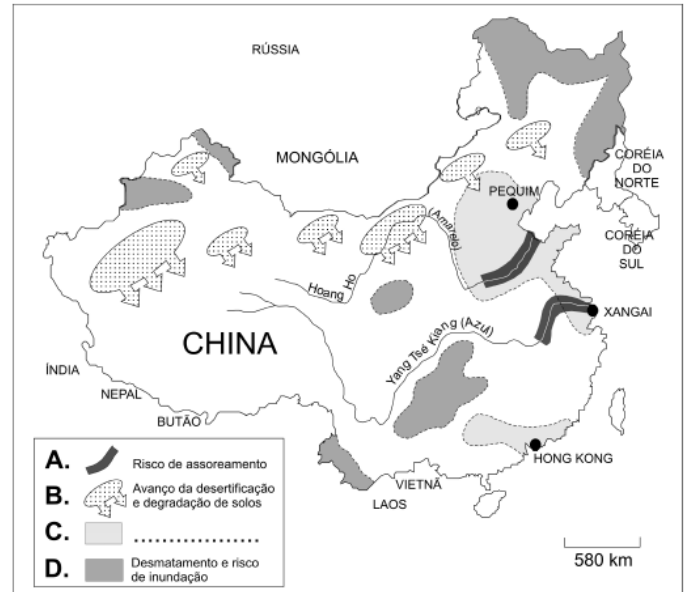 RÚSSIA
MONGÓLIA
CORÉIA
DO
NORTE
PEQUIM
(Amarelo)
CORÉIA
DO
SUL
Hoang Ho
XANGAI
CHINA
Yang Tsé Kiang (Azul)
ÍNDIA
NEPAL
BUTÃO
HONG KONG
VIETNÃ
LAOS
A. Risco de assoreamento
B. Avanço da desertificação
e degradação de solos
C. ....................
D. Desmatamento e risco
de inundação
580 km